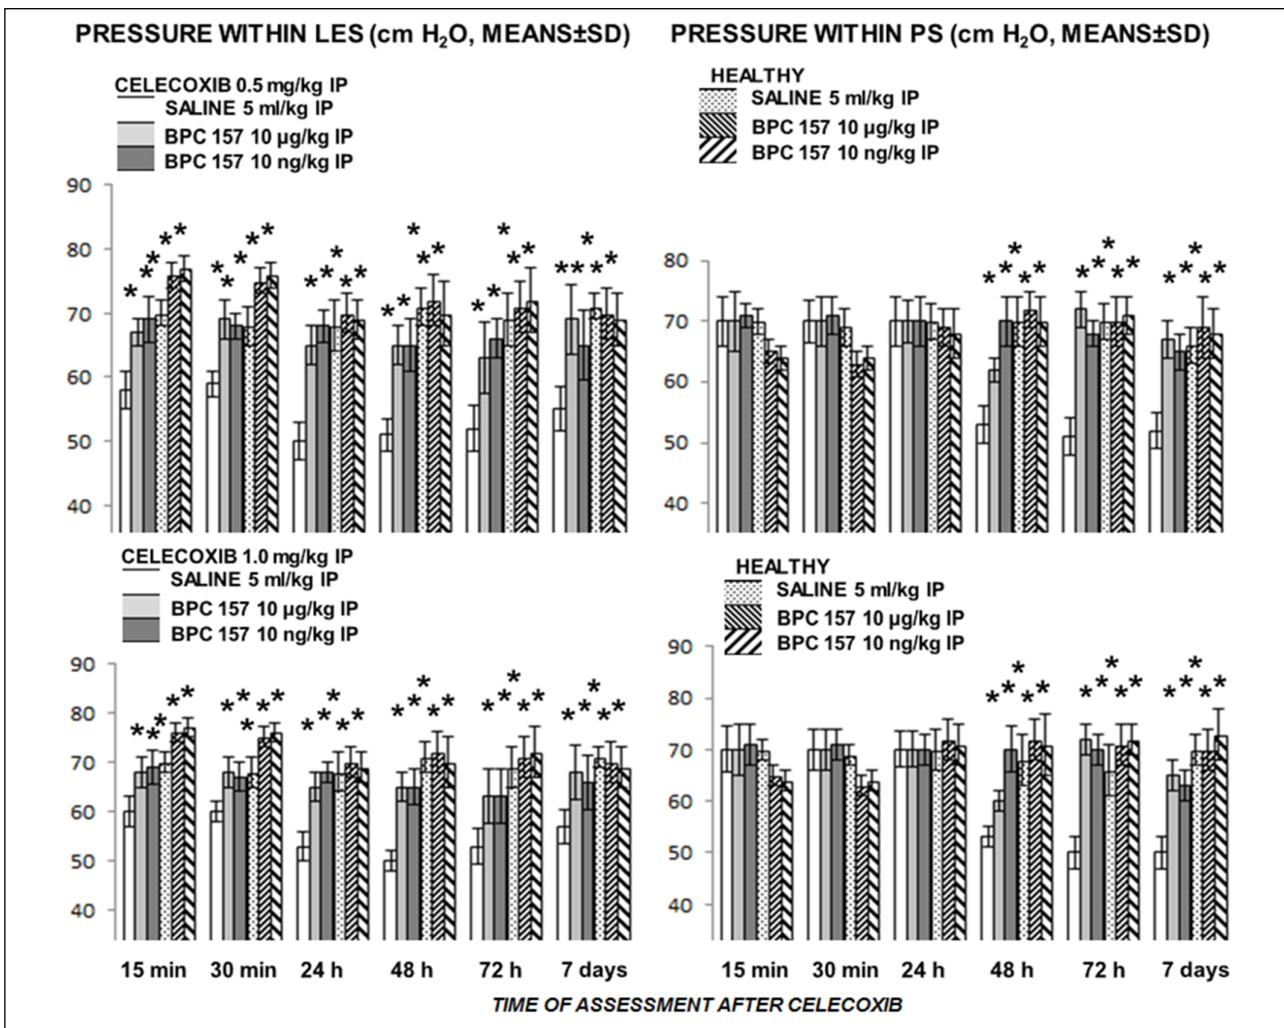 PRESSURE WITHIN LES (cm H₂O, MEANS±SD)
PRESSURE WITHIN PS (cm H₂O, MEANS±SD)
CELECOXIB 0.5 mg/kg IP
SALINE 5 ml/kg IP
BPC 157 10 µg/kg IP
BPC 157 10 ng/kg IP
HEALTHY
SALINE 5 ml/kg IP
BPC 157 10 µg/kg IP
BPC 157 10 ng/kg IP
90
80
70
60
50
40
80
70
60
50
40
CELECOXIB 1.0 mg/kg IP
SALINE 5 ml/kg IP
BPC 157 10 µg/kg IP
BPC 157 10 ng/kg IP
HEALTHY
SALINE 5 ml/kg IP
BPC 157 10 µg/kg IP
BPC 157 10 ng/kg IP
90
80
70
60
50
40
90
80
70
60
50
40
15 min 30 min 24 h 48 h 72 h 7 days
15 min 30 min 24 h 48 h 72 h 7 days
TIME OF ASSESSMENT AFTER CELECOXIB